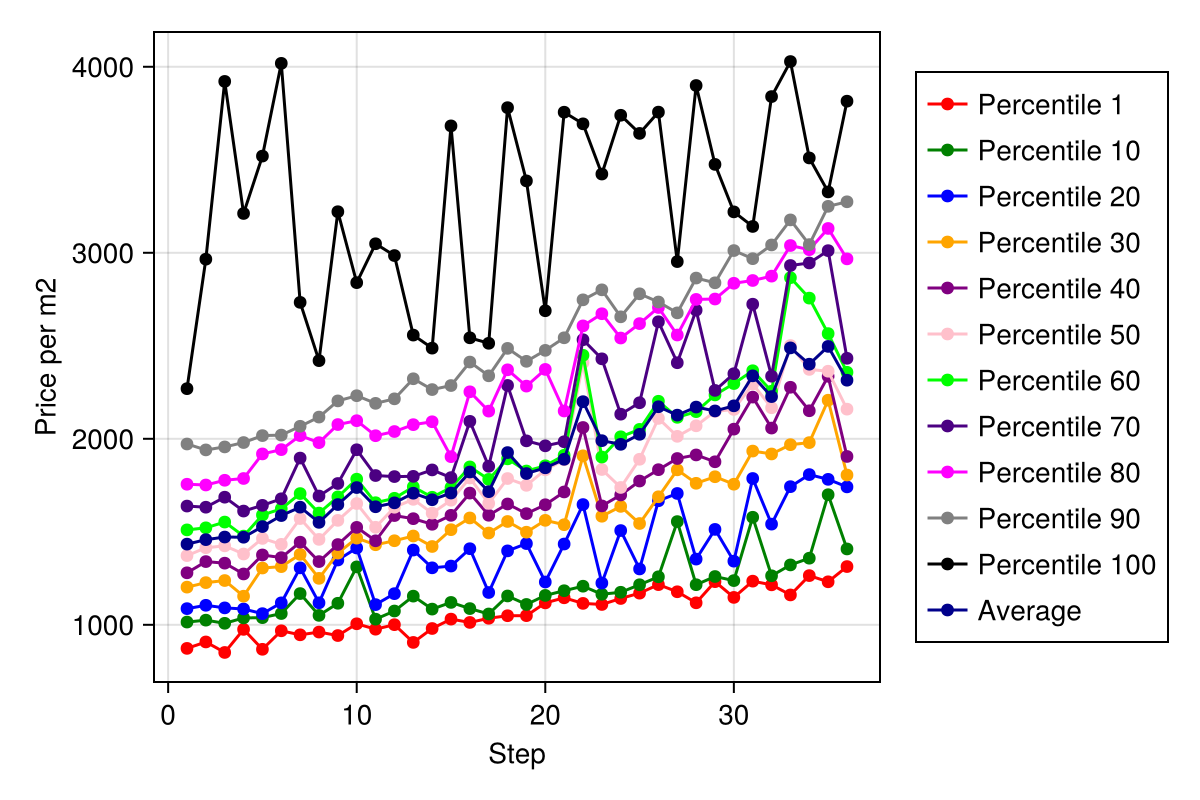 4000
3000
2000
1000
Price per m2
0 10 20 30
Step
Percentile 1
Percentile 10
Percentile 20
Percentile 30
Percentile 40
Percentile 50
Percentile 60
Percentile 70
Percentile 80
Percentile 90
Percentile 100
Average